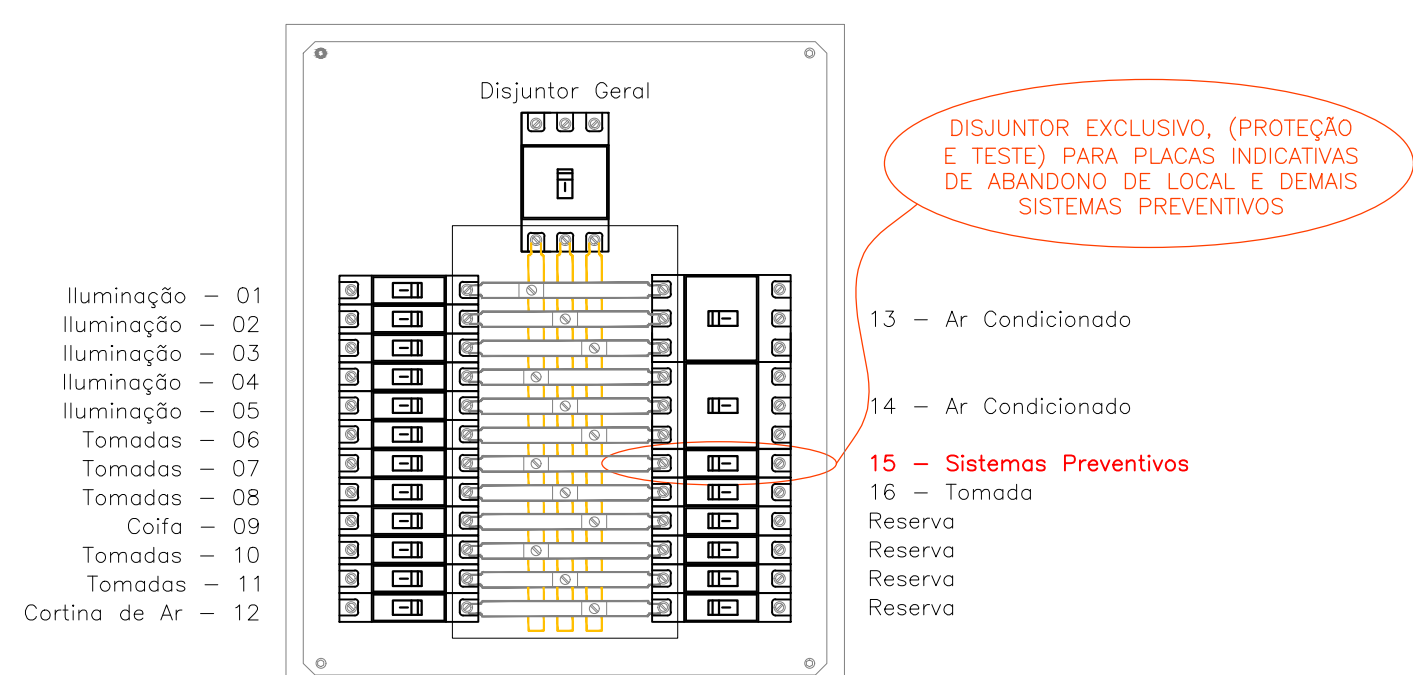 Disjuntor Geral
DISJUNTOR EXCLUSIVO, (PROTEÇÃO
E TESTE) PARA PLACAS INDICATIVAS
DE ABANDONO DE LOCAL E DEMAIS
SISTEMAS PREVENTIVOS
Iluminação - 01
Iluminação - 02
Iluminação - 03
Iluminação - 04
Iluminação - 05
Tomadas - 06
Tomadas - 07
Tomadas - 08
Coifa - 09
Tomadas - 10
Tomadas - 11
Cortina de Ar - 12
13 - Ar Condicionado
14 - Ar Condicionado
15 - Sistemas Preventivos
16 - Tomada
Reserva
Reserva
Reserva
Reserva